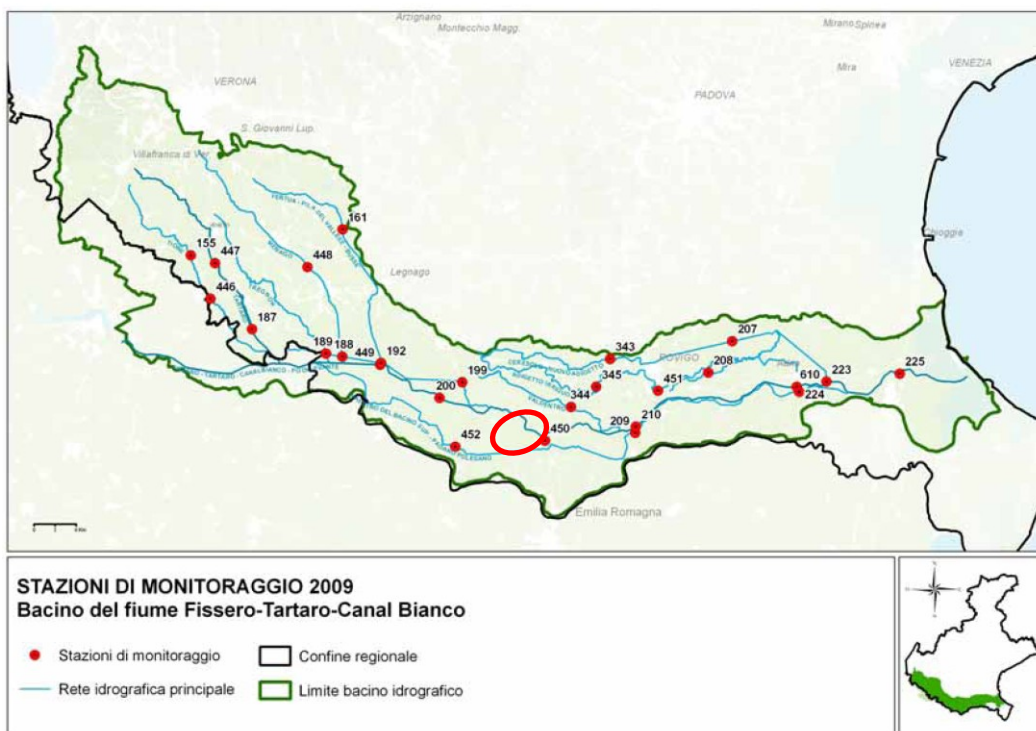 Arzignano
Montecchio Magg.
Mirano
Spinea
Mira
VENEZIA
VERONA
PADOVA
S. Giovanni Lup.
Villafranca di Ver.
161
155
447
448
446
Chioggia
Legnago
187
TARTARO
189
188
449
192
343
207
ROVIGO
208
Adria
199
200
345
451
610
223
225
344
224
210
209
450
452
Emilia Romagna
STAZIONI DI MONITORAGGIO 2009
Bacino del fiume Fissero-Tartaro-Canal Bianco
Stazioni di monitoraggio
Confine regionale
Rete idrografica principale
Limite bacino idrografico